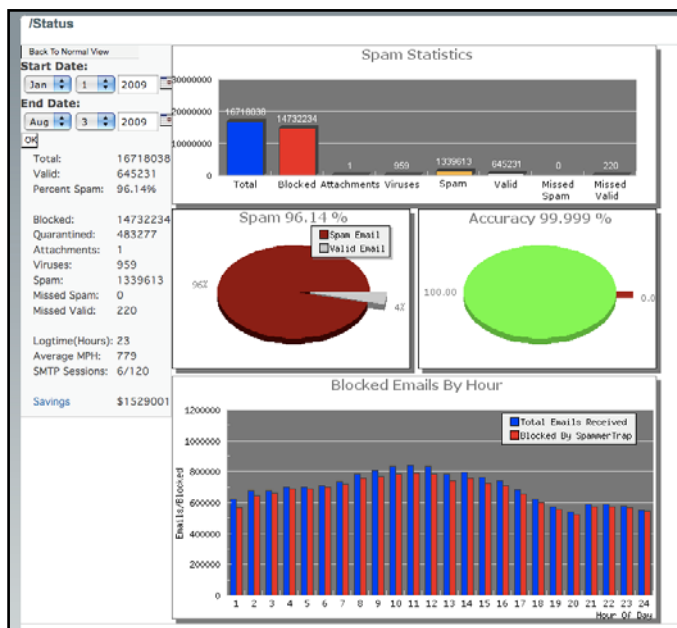 /Status
Back To Normal View
Start Date:
Jan 1 2009
End Date:
Aug 3 2009
OK
Total: 16718038
Valid: 645231
Percent Spam: 96.14%
Blocked: 14732234
Quarantined: 483277
Attachments: 1
Viruses: 959
Spam: 1339613
Missed Spam: 0
Missed Valid: 220
Logtime(Hours): 23
Average MPH: 779
SMTP Sessions: 6/120
Savings $1529001
Spam Statistics
30000000
20000000
10000000
0
16718038 14732234 1 959 1339613 645231 0 220
Total Blocked Attachments Viruses Spam Valid Missed Spam Missed Valid
Spam 96.14 %
Spam Email
Valid Email
96%
4%
Accuracy 99.999 %
100.00
0.0
Blocked Emails By Hour
Total Emails Received
Blocked By SpammerTrap
Emails/Blocked
1200000
1000000
800000
600000
400000
200000
0
1 2 3 4 5 6 7 8 9 10 11 12 13 14 15 16 17 18 19 20 21 22 23 24
Hour Of Day